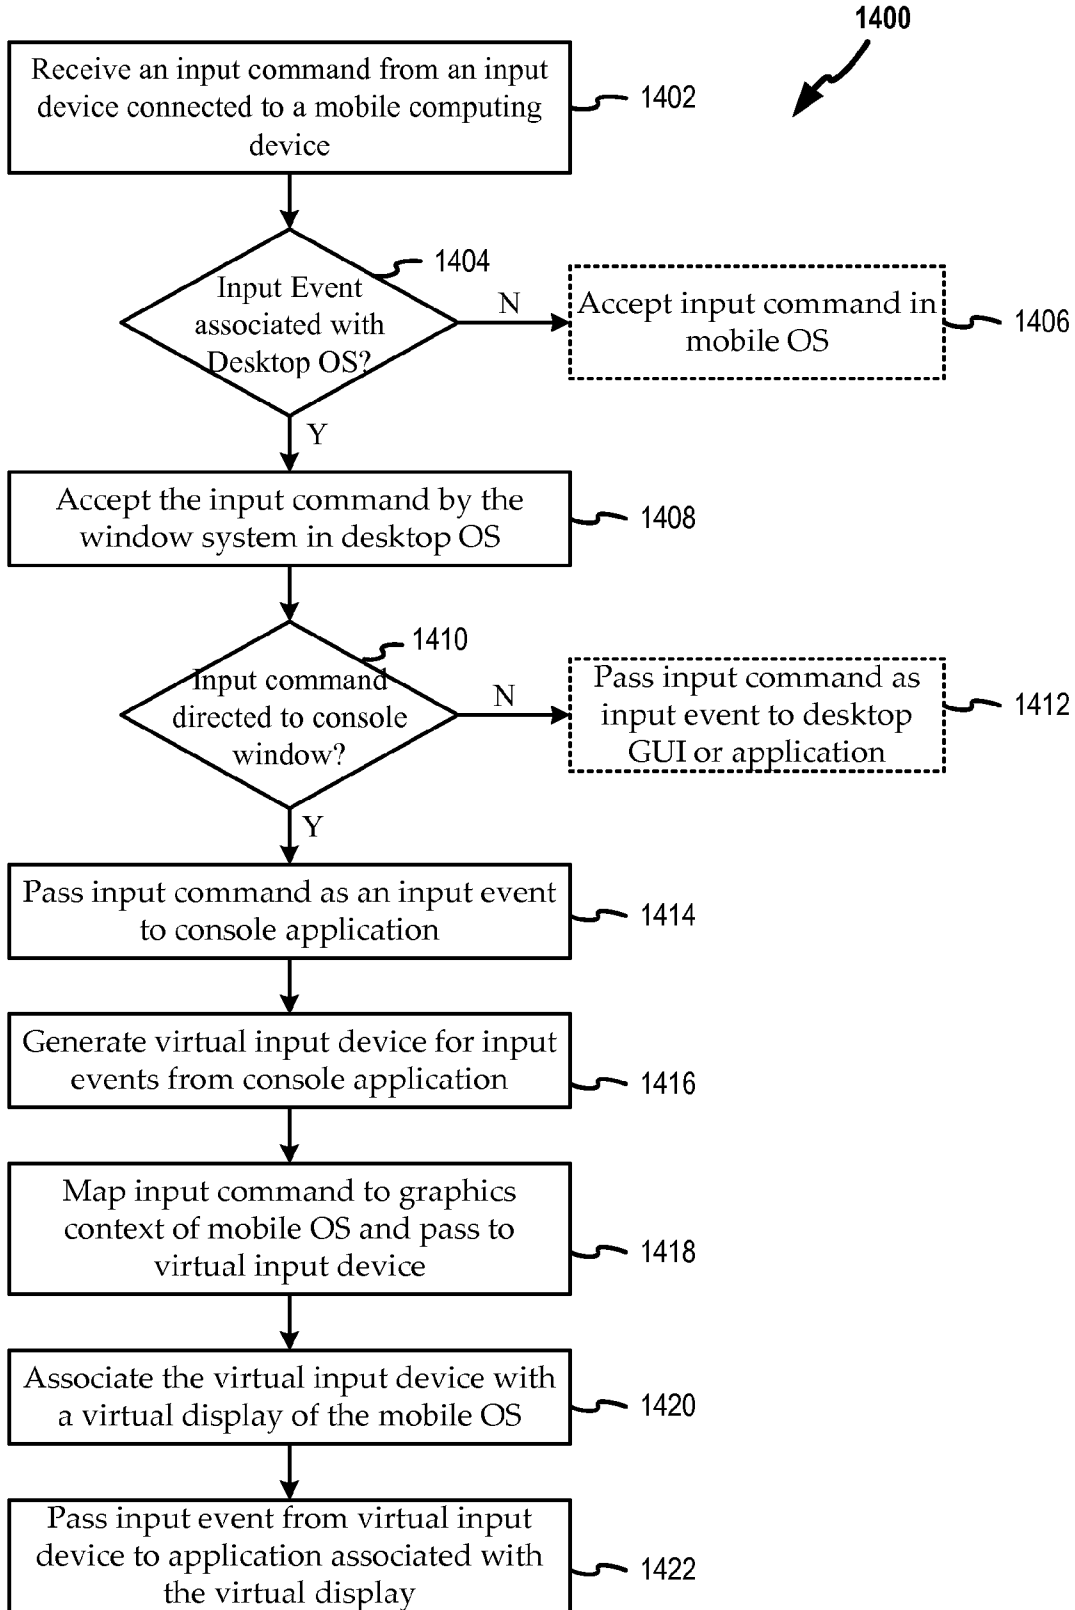 1400
Receive an input command from an input
device connected to a mobile computing
device
1402
1404
Input Event
associated with
Desktop OS?
N
Accept input command in
mobile OS
1406
Y
Accept the input command by the
window system in desktop OS
1408
1410
Input command
directed to console
window?
N
Pass input command as
input event to desktop
GUI or application
1412
Y
Pass input command as an input event
to console application
1414
Generate virtual input device for input
events from console application
1416
Map input command to graphics
context of mobile OS and pass to
virtual input device
1418
Associate the virtual input device with
a virtual display of the mobile OS
1420
Pass input event from virtual input
device to application associated with
the virtual display
1422